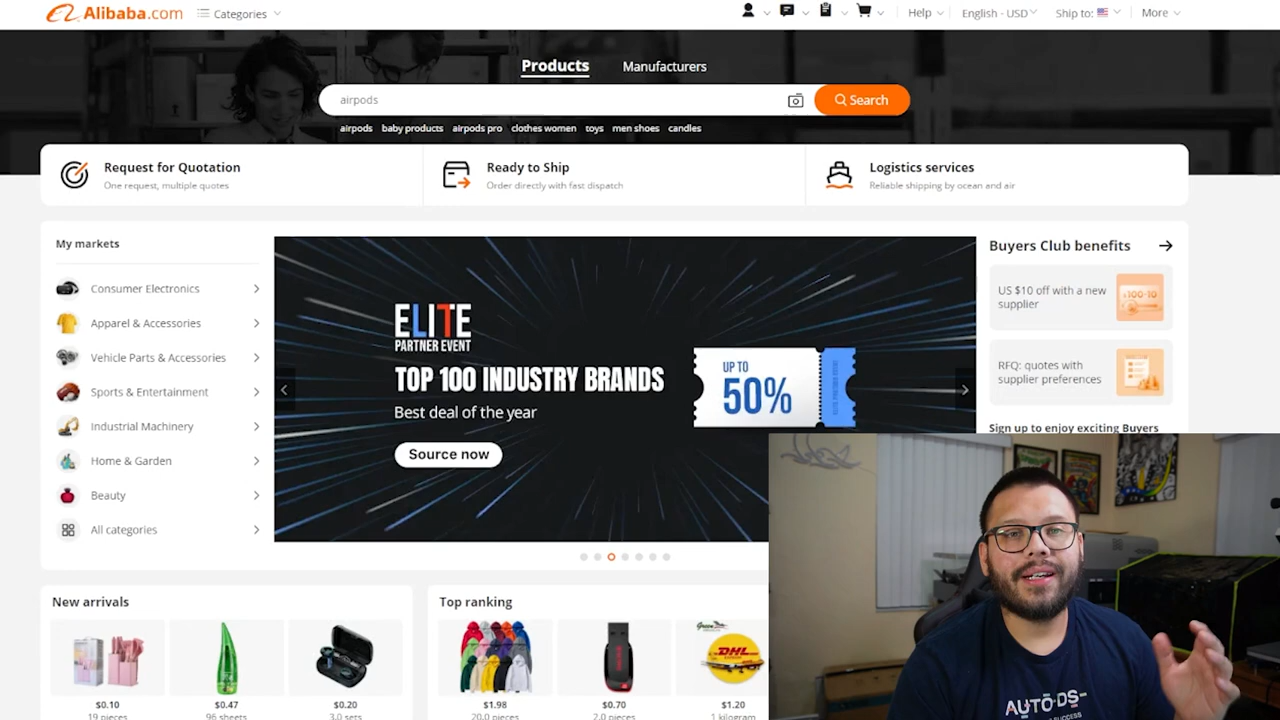 Alibaba.com
Categories
Help
English - USD
Ship to:
More
Products
Manufacturers
airpods
Search
airpods baby products airpods pro clothes women toys men shoes candles
Request for Quotation
One request, multiple quotes
Ready to Ship
Order directly with fast dispatch
Logistics services
Reliable shipping by ocean and air
My markets
Consumer Electronics
Apparel & Accessories
Vehicle Parts & Accessories
Sports & Entertainment
Industrial Machinery
Home & Garden
Beauty
All categories
ELITE
PARTNER EVENT
TOP 100 INDUSTRY BRANDS
Best deal of the year
Source now
UP TO
50%
Buyers Club benefits
US $10 off with a new
supplier
$100-10
RFQ: quotes with
supplier preferences
Sign up to enjoy exciting Buyers
New arrivals
$0.10
19 pieces
$0.47
96 sheets
$0.20
3.0 sets
Top ranking
$1.98
20.0 pieces
$0.70
2.0 pieces
Green
DHL
$1.20
1 kilogram
AUTODS
SUCCESS